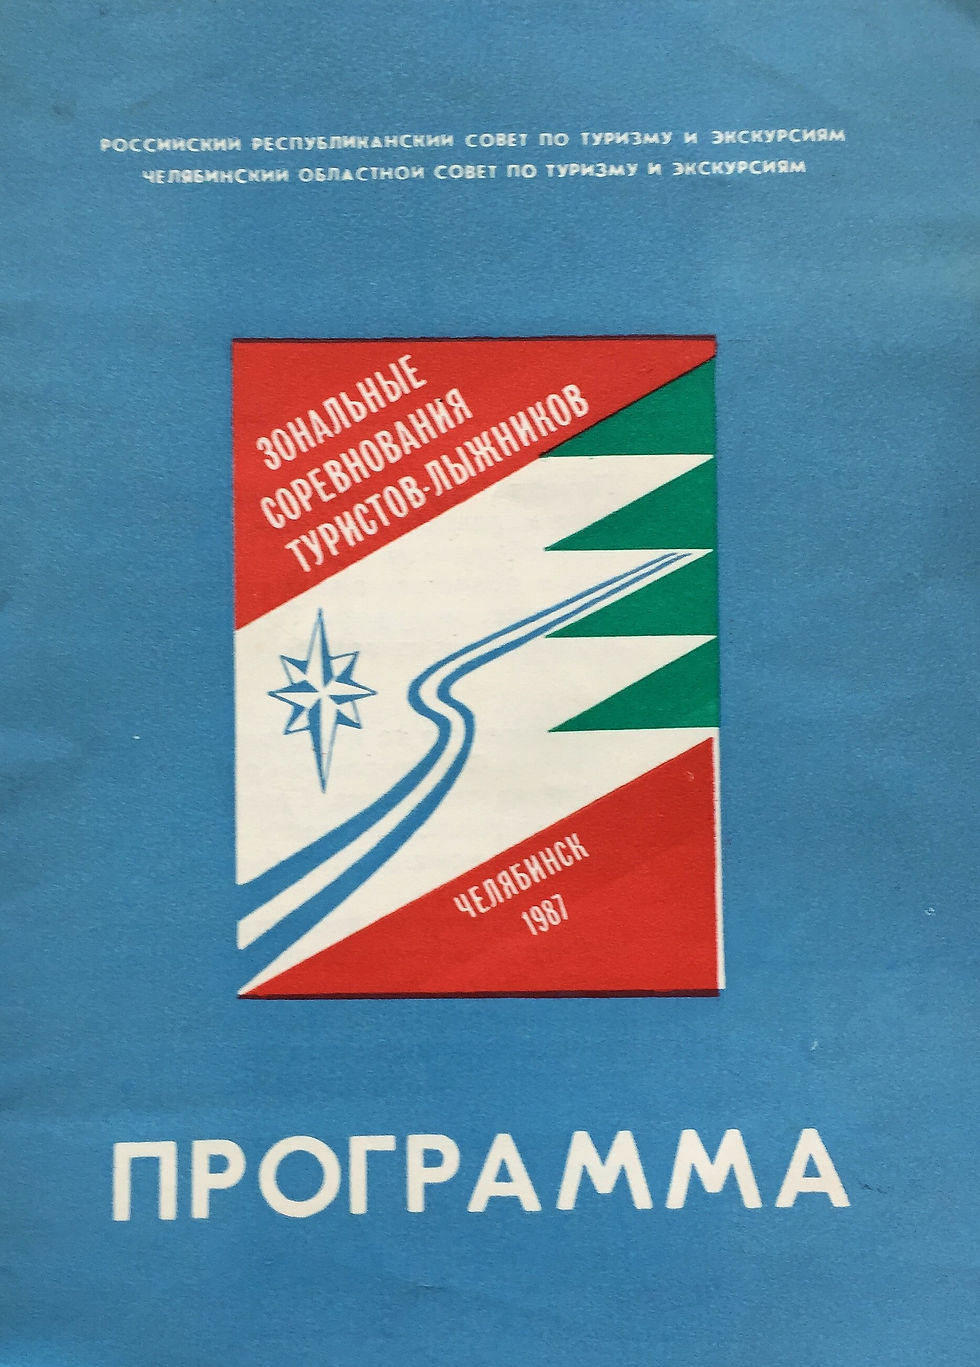 РОССИЙСКИЙ РЕСПУБЛИКАНСКИЙ СОВЕТ ПО ТУРИЗМУ И ЭКСКУРСИЯМ
ЧЕЛЯБИНСКИЙ ОБЛАСТНОЙ СОВЕТ ПО ТУРИЗМУ И ЭКСКУРСИЯМ
ЗОНАЛЬНЫЕ
СОРЕВНОВАНИЯ
ТУРИСТОВ-ЛЫЖНИКОВ
ЧЕЛЯБИНСК
1987
ПРОГРАММА